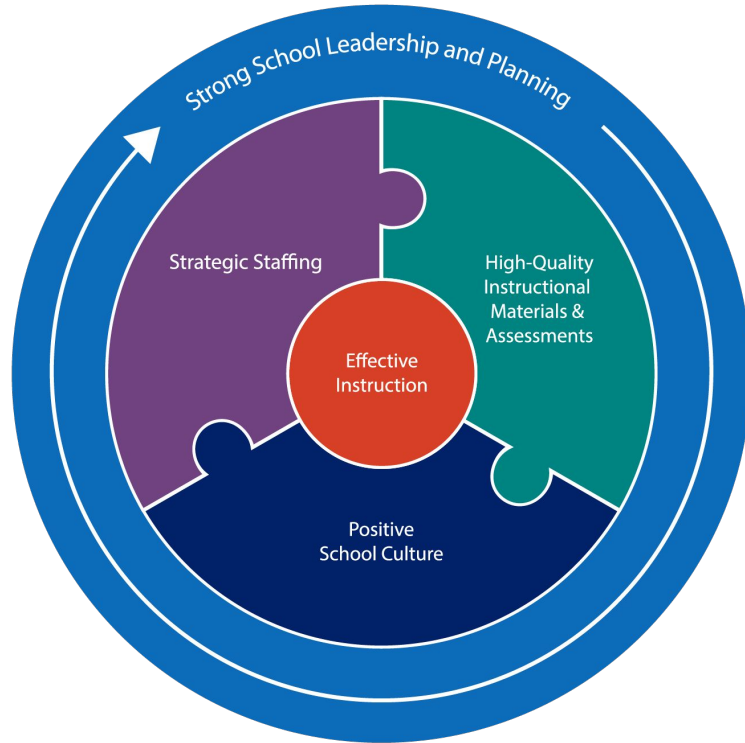 Strong School Leadership and Planning
Strategic Staffing
High-Quality
Instructional
Materials &
Assessments
Effective
Instruction
Positive
School Culture